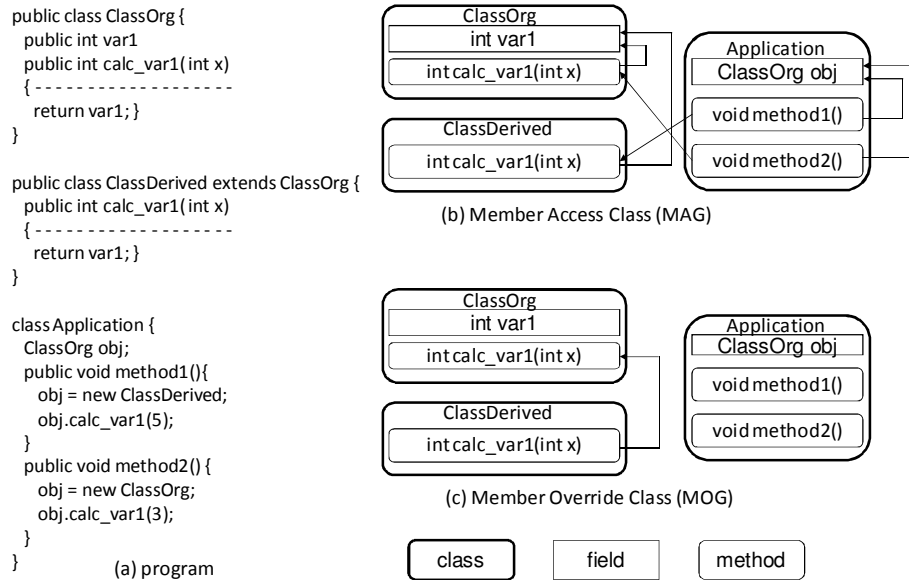 public class ClassOrg {
public int var1
public int calc_var1( int x)
{ - - - - - - - - - - - - - - - - - - -
return var1; }
}
public class ClassDerived extends ClassOrg {
public int calc_var1( int x)
{ - - - - - - - - - - - - - - - - - - -
return var1; }
}
class Application {
ClassOrg obj;
public void method1(){
obj = new ClassDerived;
obj.calc_var1(5);
}
public void method2() {
obj = new ClassOrg;
obj.calc_var1(3);
}
}
(a) program
ClassOrg
int var1
int calc_var1(int x)
ClassDerived
int calc_var1(int x)
Application
ClassOrg obj
void method1()
void method2()
(b) Member Access Class (MAG)
ClassOrg
int var1
int calc_var1(int x)
ClassDerived
int calc_var1(int x)
Application
ClassOrg obj
void method1()
void method2()
(c) Member Override Class (MOG)
class
field
method